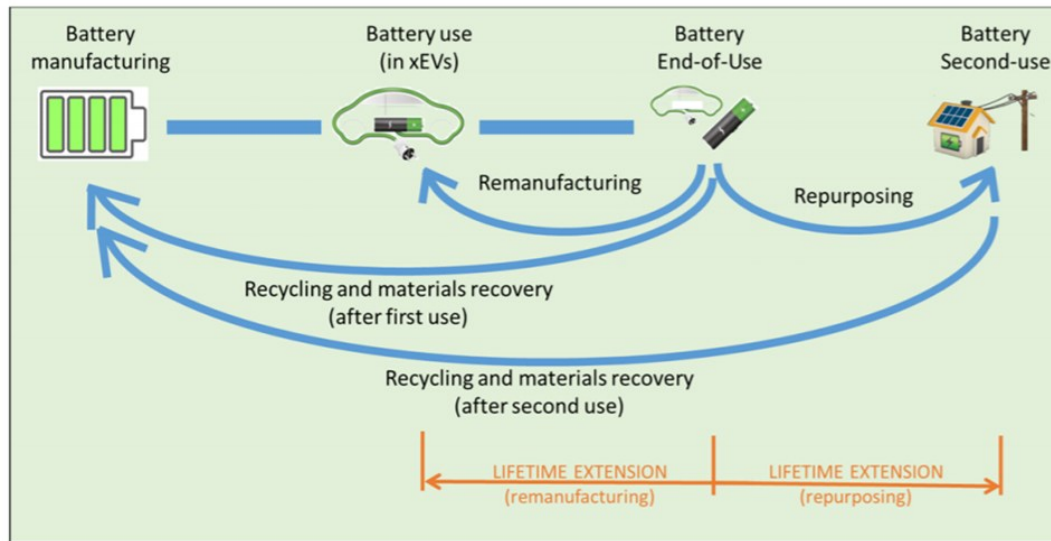 Battery
manufacturing
Battery use
(in xEVs)
Battery
End-of-Use
Battery
Second-use
Remanufacturing
Repurposing
Recycling and materials recovery
(after first use)
Recycling and materials recovery
(after second use)
LIFETIME EXTENSION
(remanufacturing)
LIFETIME EXTENSION
(repurposing)